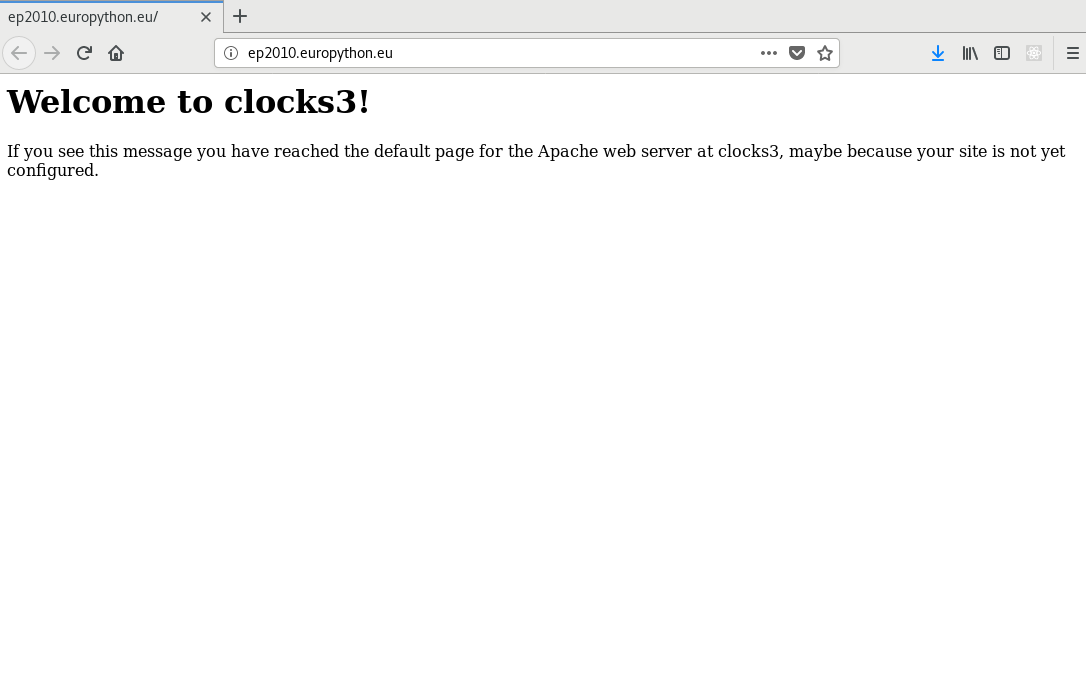 ep2010.europython.eu/
ep2010.europython.eu
Welcome to clocks3!
If you see this message you have reached the default page for the Apache web server at clocks3, maybe because your site is not yet
configured.